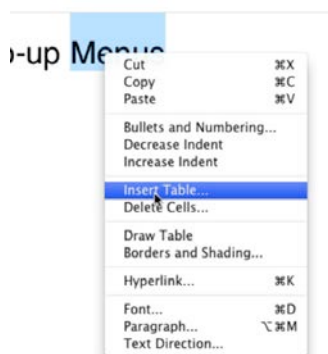 -up Menus
Cut ⌘X
Copy ⌘C
Paste ⌘V
Bullets and Numbering...
Decrease Indent
Increase Indent
Insert Table...
Delete Cells...
Draw Table
Borders and Shading...
Hyperlink... ⌘K
Font... ⌘D
Paragraph... ⌥⌘M
Text Direction...